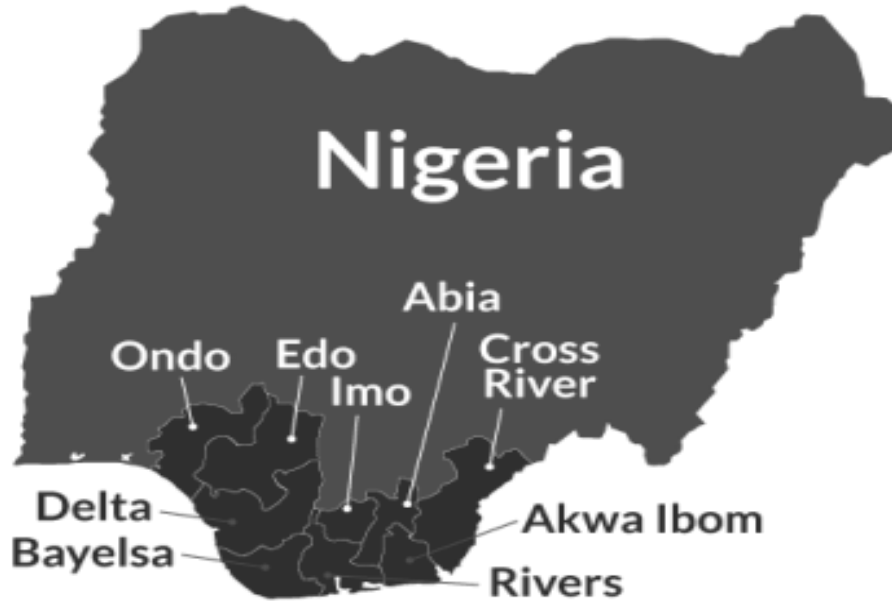 Nigeria
Abia
Ondo
Edo
Cross
River
Imo
Delta
Bayelsa
Akwa Ibom
Rivers